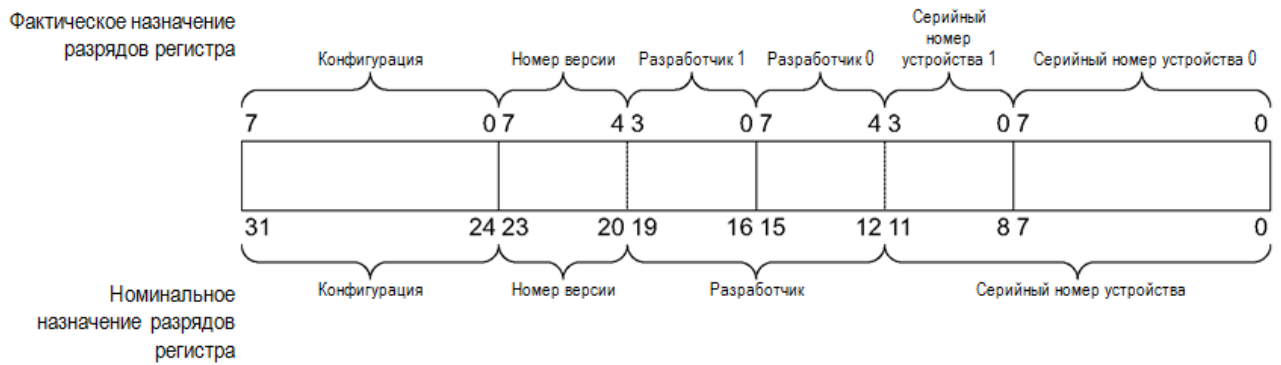 Фактическое назначение
разрядов регистра
Конфигурация
Номер версии
Разработчик 1
Разработчик 0
Серийный
номер
устройства 1
Серийный номер устройства 0
7 0 7 4 3 0 7 4 3 0 7 0
31 24 23 20 19 16 15 12 11 8 7 0
Номинальное
назначение разрядов
регистра
Конфигурация
Номер версии
Разработчик
Серийный номер устройства